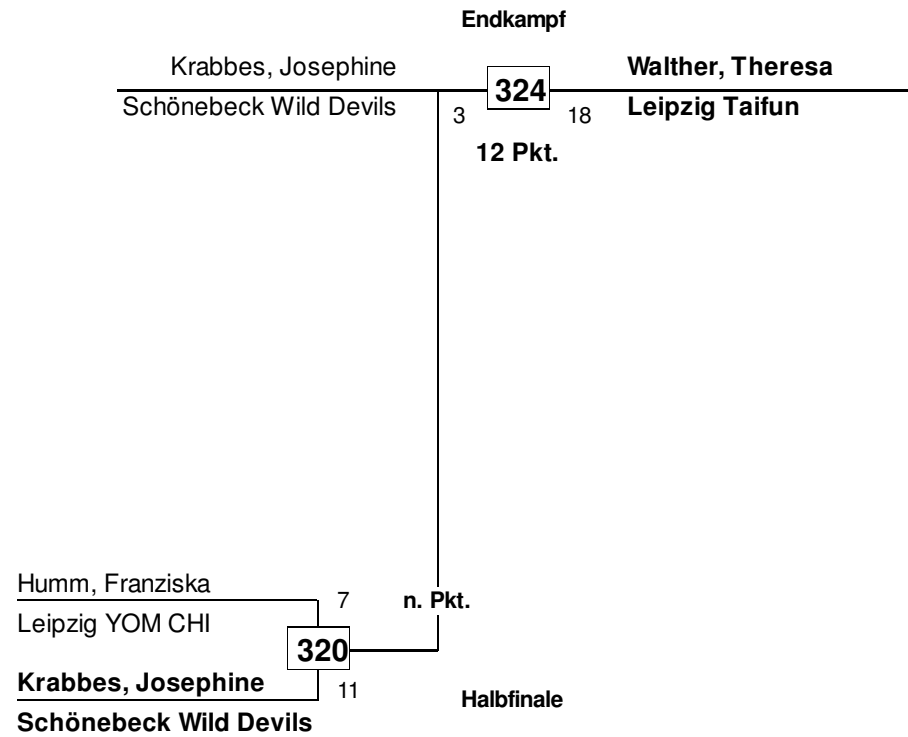 Endkampf
Krabbes, Josephine
Schönebeck Wild Devils
3
324
18
12 Pkt.
Walther, Theresa
Leipzig Taifun
Humm, Franziska
Leipzig YOM CHI
7
n. Pkt.
320
Krabbes, Josephine
Schönebeck Wild Devils
11
Halbfinale